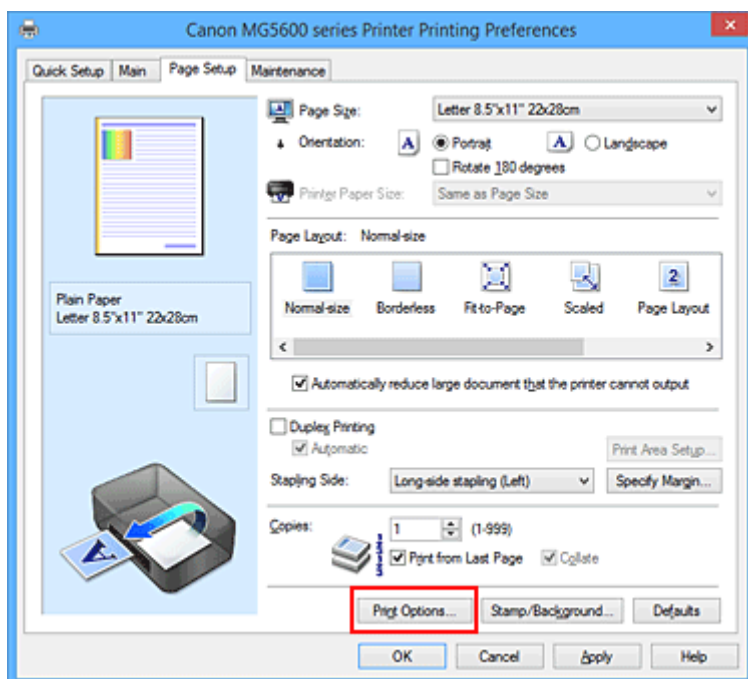 Canon MG5600 series Printer Printing Preferences
Quick Setup Main Page Setup Maintenance
Page Size: Letter 8.5"x11" 22x28cm
Orientation: A Portrait A Landscape
Rotate 180 degrees
Printer Paper Size: Same as Page Size
Page Layout: Normal-size
2
Normal-size Borderless Fit-to-Page Scaled Page Layout
Plain Paper
Letter 8.5"x11" 22x28cm
Automatically reduce large document that the printer cannot output
Duplex Printing
Automatic Print Area Setup...
Stapling Side: Long-side stapling (Left) Specify Margin...
Copies: 1 (1-999)
Print from Last Page Collate
A
Print Options... Stamp/Background... Defaults
OK Cancel Apply Help